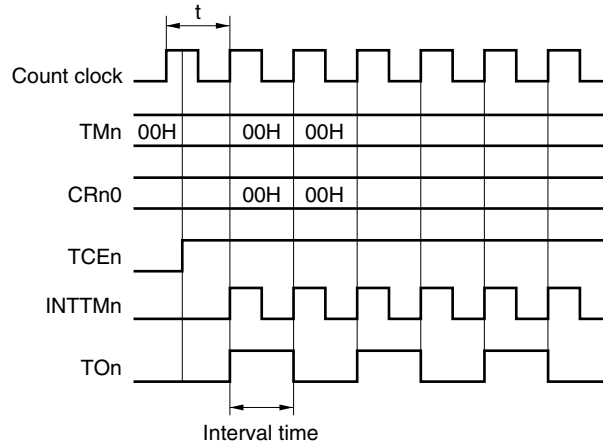 t
Count clock
TMn 00H 00H 00H
CRn0 00H 00H
TCEn
INTTMn
TOn
Interval time